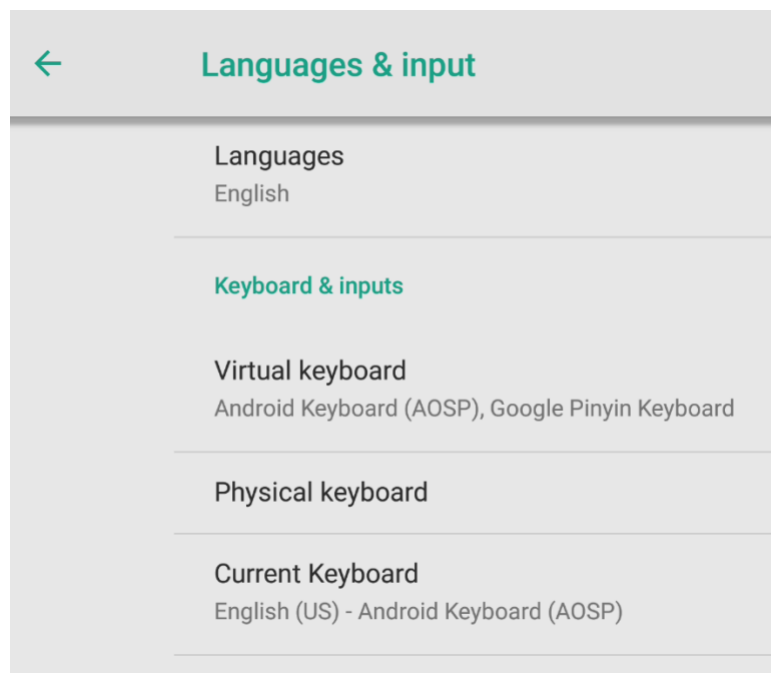 Languages & input
Languages
English
Keyboard & inputs
Virtual keyboard
Android Keyboard (AOSP), Google Pinyin Keyboard
Physical keyboard
Current Keyboard
English (US) - Android Keyboard (AOSP)